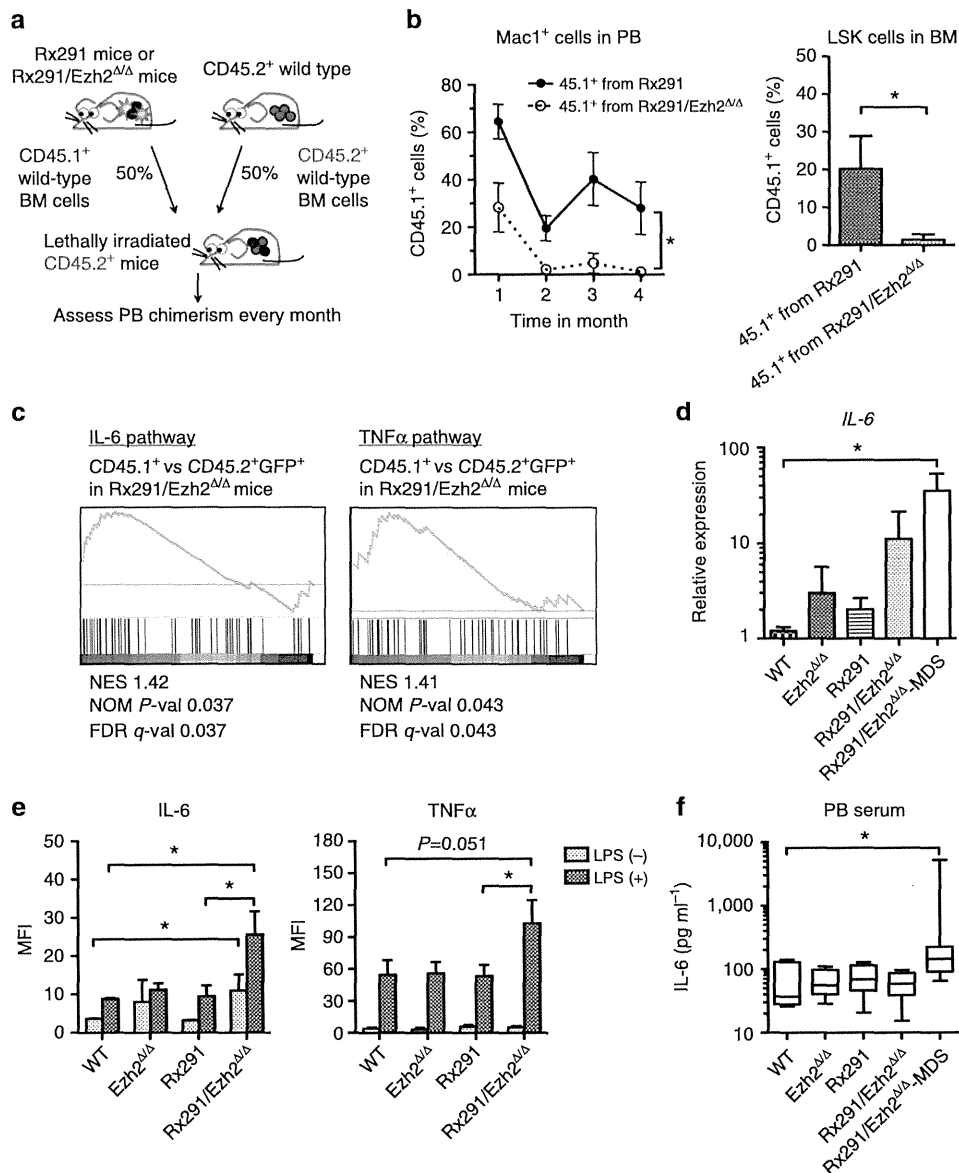 a
Rx291 mice or
Rx291/Ezh2Δ/Δ mice
CD45.2+ wild type
CD45.1+
wild-type
BM cells
50%
50%
CD45.2+
wild-type
BM cells
Lethally irradiated
CD45.2+ mice
Assess PB chimerism every month
b
Mac1+ cells in PB
45.1+ from Rx291
45.1+ from Rx291/Ezh2Δ/Δ
CD45.1+ cells (%)
80
60
40
20
0
*
1 2 3 4
Time in month
LSK cells in BM
CD45.1+ cells (%)
50
40
30
20
10
0
*
45.1+ from Rx291
45.1+ from Rx291/Ezh2Δ/Δ
c
IL-6 pathway
CD45.1+ vs CD45.2+GFP+
in Rx291/Ezh2Δ/Δ mice
NES 1.42
NOM P-val 0.037
FDR q-val 0.037
TNFα pathway
CD45.1+ vs CD45.2+GFP+
in Rx291/Ezh2Δ/Δ mice
NES 1.41
NOM P-val 0.043
FDR q-val 0.043
d
IL-6
Relative expression
100
10
1
*
WT
Ezh2Δ/Δ
Rx291
Rx291/Ezh2Δ/Δ
Rx291/Ezh2Δ/Δ-MDS
e
IL-6
MFI
50
40
30
20
10
0
*
*
*
WT
Ezh2Δ/Δ
Rx291
Rx291/Ezh2Δ/Δ
TNFα
MFI
180
150
120
90
60
30
0
P=0.051
*
LPS (–)
LPS (+)
WT
Ezh2Δ/Δ
Rx291
Rx291/Ezh2Δ/Δ
f
PB serum
IL-6 (pg ml−1)
10,000
1,000
100
10
*
WT
Ezh2Δ/Δ
Rx291
Rx291/Ezh2Δ/Δ
Rx291/Ezh2Δ/Δ-MDS